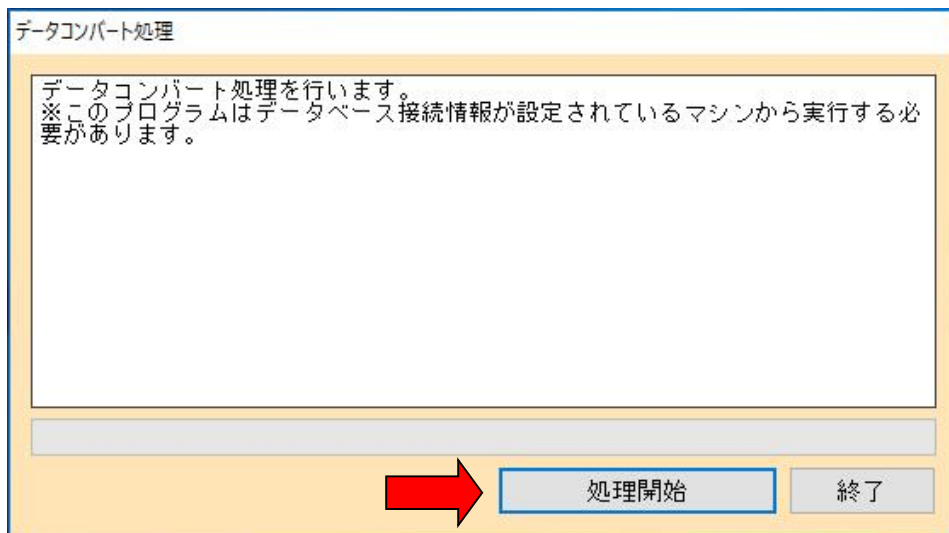 データコンバート処理
データコンバート処理を行います。
※このプログラムはデータベース接続情報が設定されているマシンから実行する必
要があります。
処理開始
終了